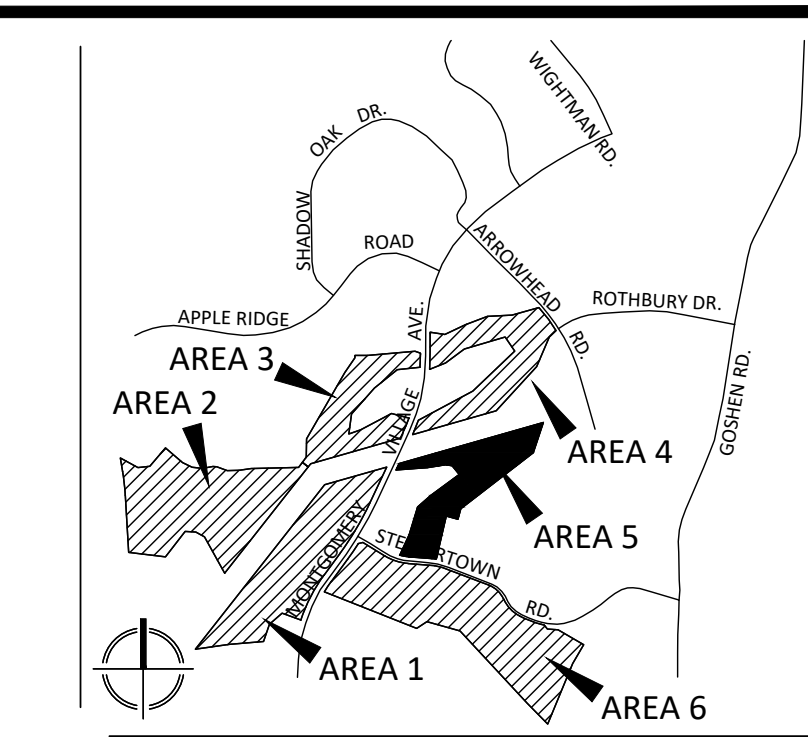 WIGHTMAN RD.
SHADOW OAK DR.
ARROWHEAD RD.
ROAD
ROTHBURY DR.
APPLE RIDGE
AVE.
AREA 3
GOSHEN RD.
AREA 2
VILLAGE
AREA 4
MONTGOMERY
AREA 5
RD.
AREA 1
AREA 6